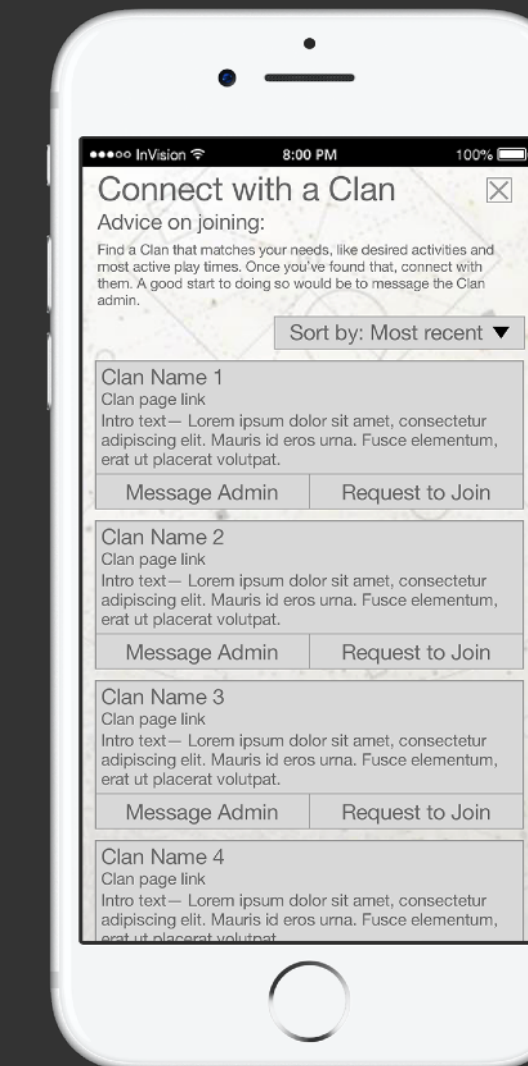 InVision 8:00 PM 100%
Connect with a Clan
Advice on joining:
Find a Clan that matches your needs, like desired activities and
most active play times. Once you've found that, connect with
them. A good start to doing so would be to message the Clan
admin.
Sort by: Most recent
Clan Name 1
Clan page link
Intro text— Lorem ipsum dolor sit amet, consectetur
adipiscing elit. Mauris id eros urna. Fusce elementum,
erat ut placerat volutpat.
Message Admin Request to Join
Clan Name 2
Clan page link
Intro text— Lorem ipsum dolor sit amet, consectetur
adipiscing elit. Mauris id eros urna. Fusce elementum,
erat ut placerat volutpat.
Message Admin Request to Join
Clan Name 3
Clan page link
Intro text— Lorem ipsum dolor sit amet, consectetur
adipiscing elit. Mauris id eros urna. Fusce elementum,
erat ut placerat volutpat.
Message Admin Request to Join
Clan Name 4
Clan page link
Intro text— Lorem ipsum dolor sit amet, consectetur
adipiscing elit. Mauris id eros urna. Fusce elementum,
erat ut placerat volutpat.